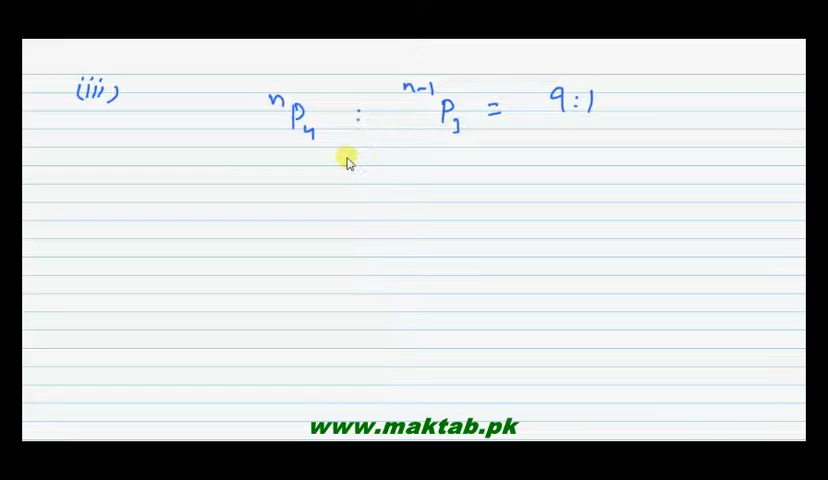 (iii) ⁿP₄ : ⁿ⁻¹P₃ = 9:1
www.maktab.pk